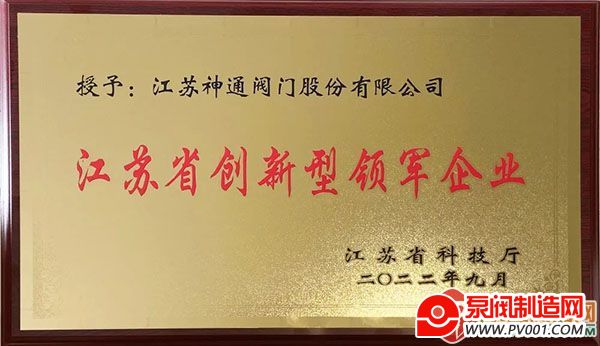 授予：江苏神通阀门股份有限公司
江苏省创新型领军企业
江苏省科技厅
二〇二二年九月
泵阀制造网
www.PV001.com